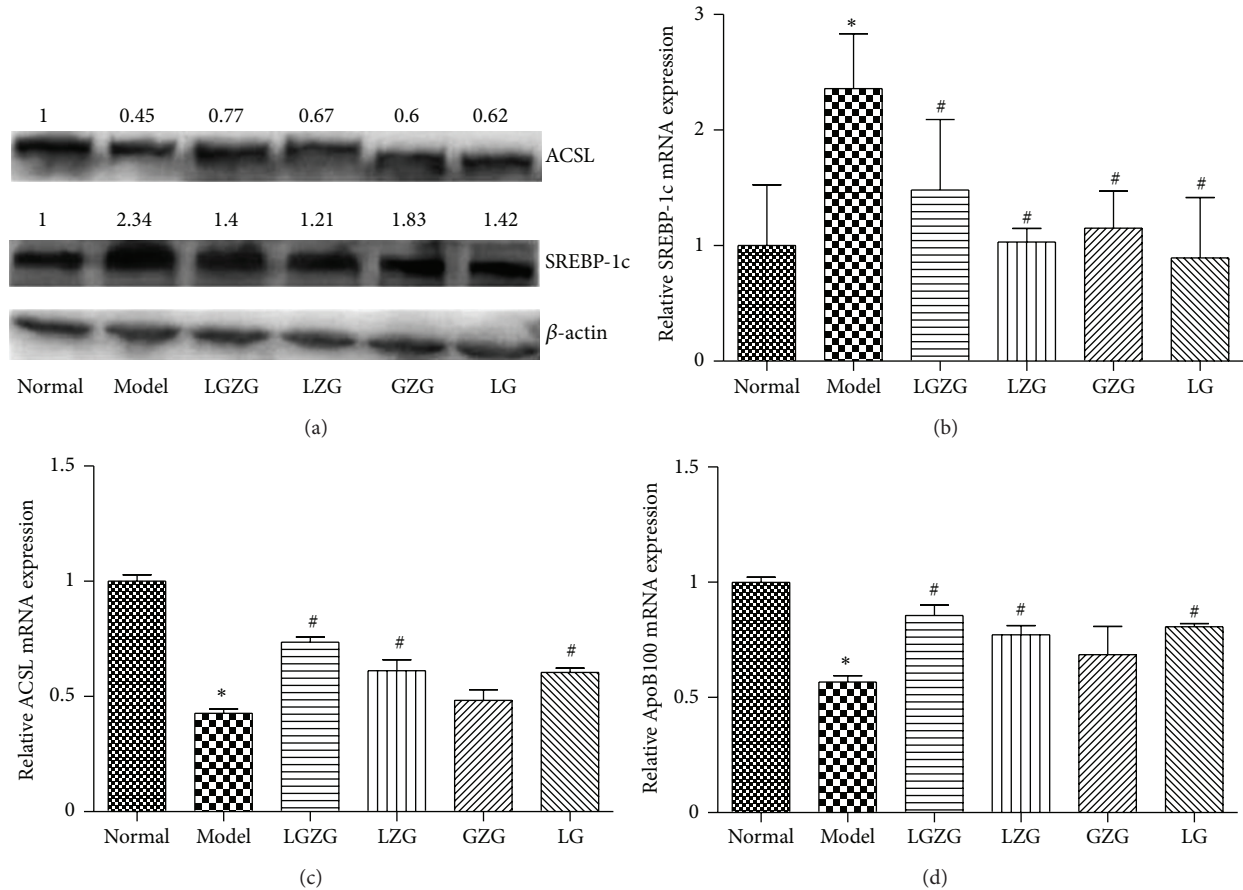 1 0.45 0.77 0.67 0.6 0.62
ACSL
1 2.34 1.4 1.21 1.83 1.42
SREBP-1c
β-actin
Normal Model LGZG LZG GZG LG
(a)
Relative SREBP-1c mRNA expression
3
2
1
0
*
#
#
#
#
Normal Model LGZG LZG GZG LG
(b)
Relative ACSL mRNA expression
1.5
1
0.5
0
*
#
#
#
Normal Model LGZG LZG GZG LG
(c)
Relative ApoB100 mRNA expression
1.5
1
0.5
0
*
#
#
#
Normal Model LGZG LZG GZG LG
(d)